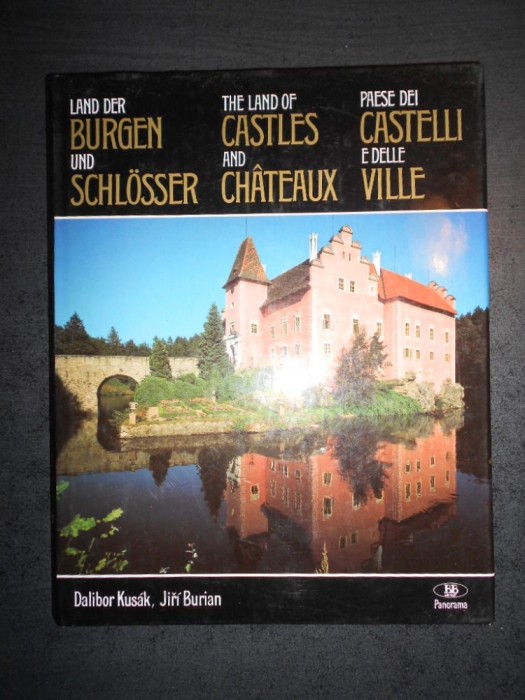 LAND DER
BURGEN
UND
SCHLÖSSER
THE LAND OF
CASTLES
AND
CHÂTEAUX
PAESE DEI
CASTELLI
E DELLE
VILLE
Dalibor Kusák, Jiří Burian
Panorama